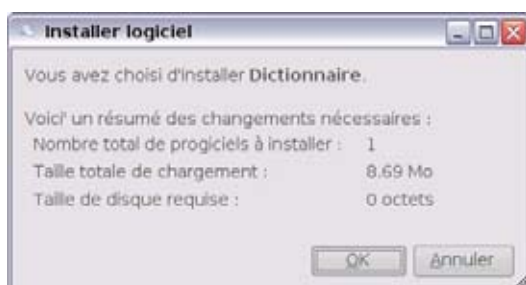 Installer logiciel
Vous avez choisi d'installer Dictionnaire.
Voici un résumé des changements nécessaires :
Nombre total de progiciels à installer : 1
Taille totale de chargement : 8.69 Mo
Taille de disque requise : 0 octets
OK Annuler